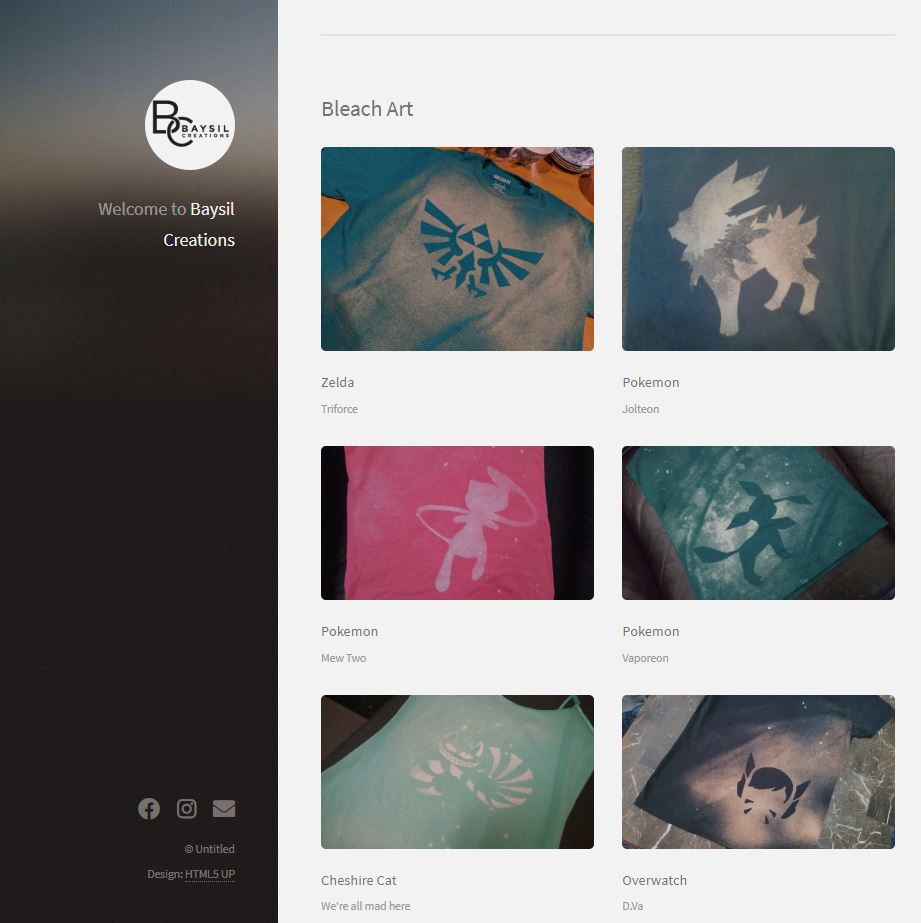 BC BAYSIL
CREATIONS
Welcome to Baysil
Creations
© Untitled
Design: HTML5 UP
Bleach Art
GILDAN
Zelda
Triforce
Pokemon
Jolteon
Pokemon
Mew Two
Pokemon
Vaporeon
Cheshire Cat
We're all mad here
Overwatch
D.Va